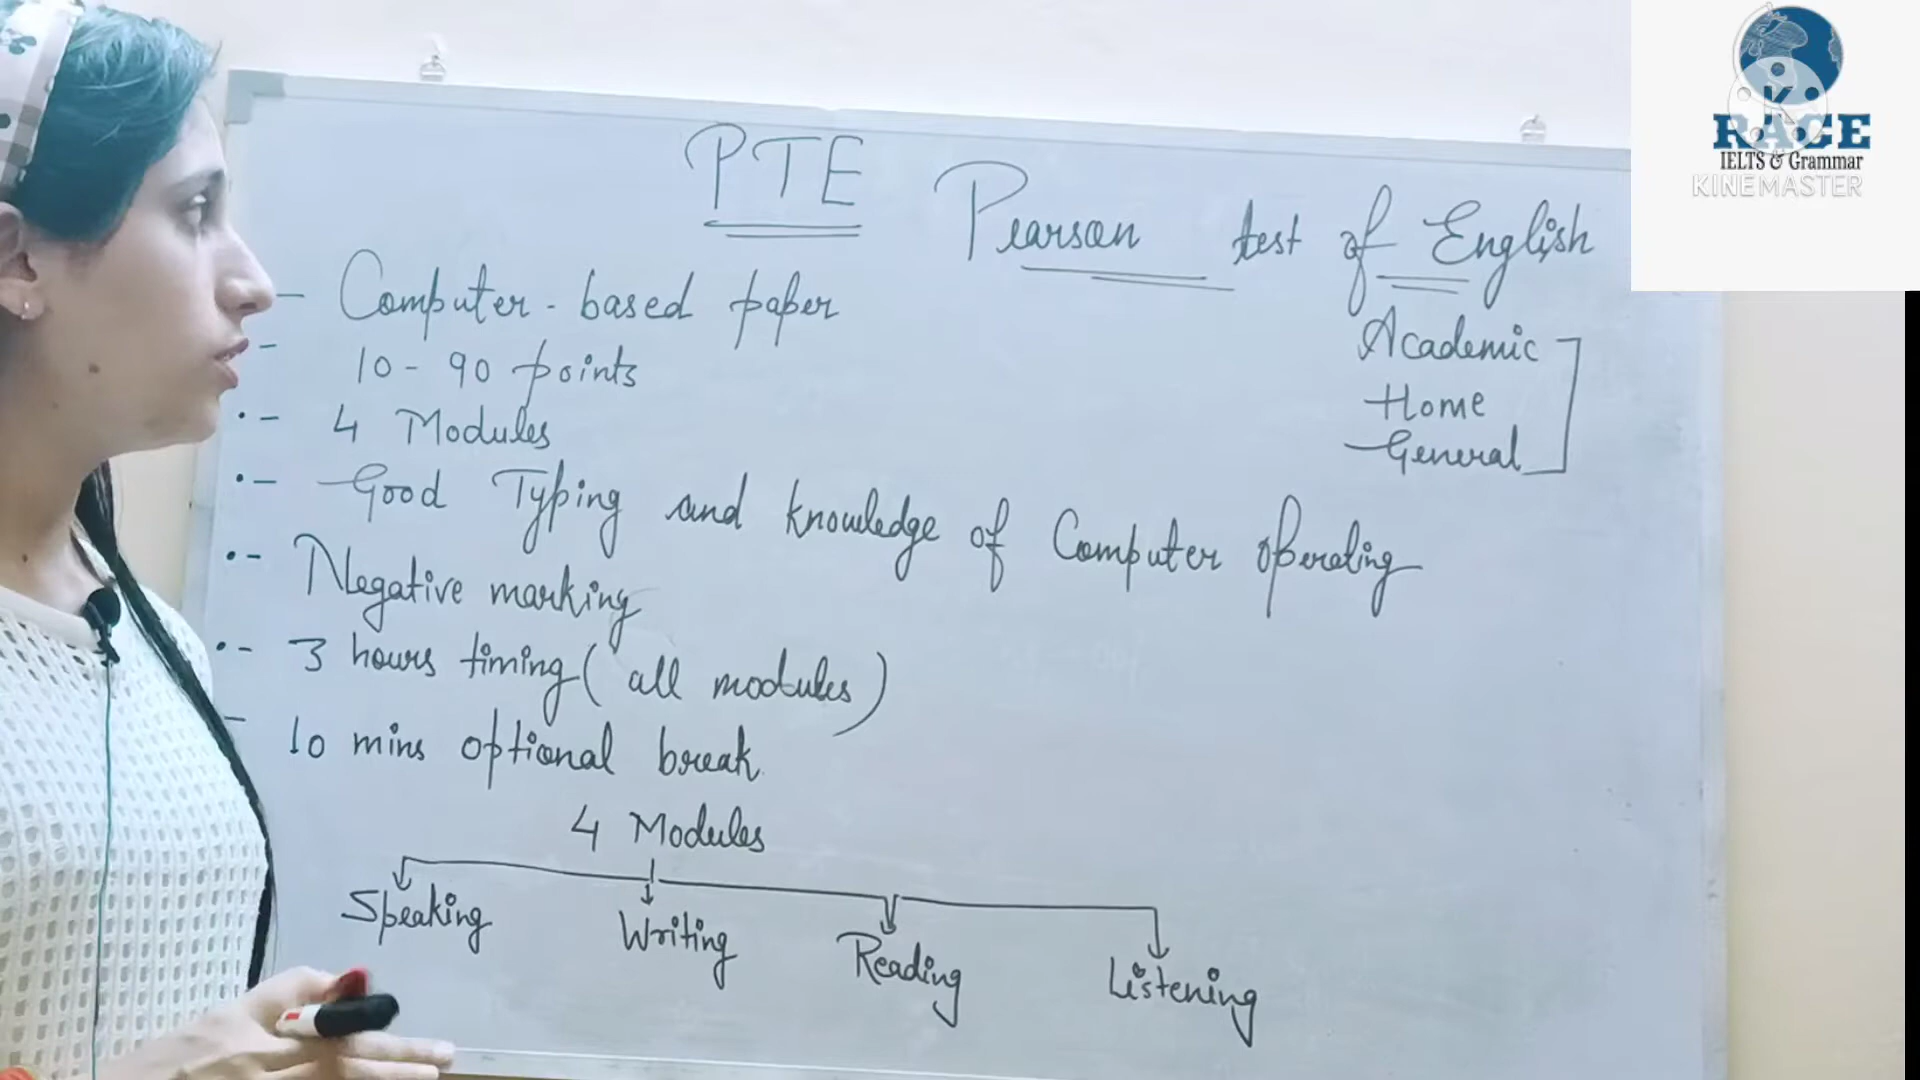 PTE
Pearson test of English
Academic
Home
General
- Computer-based paper
- 10-90 points
- 4 Modules
- Good Typing and knowledge of Computer operating
- Negative marking
- 3 hours timing (all modules)
- 10 mins optional break.
4 Modules
Speaking Writing Reading Listening
RACE
IELTS & Grammar
KINEMASTER